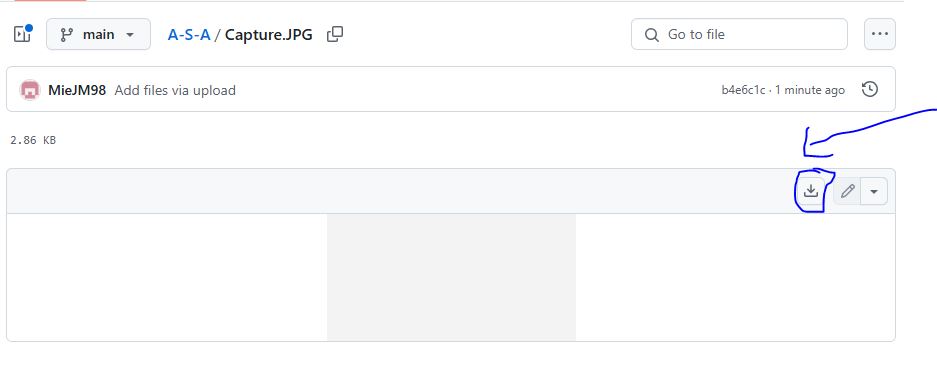 main A-S-A / Capture.JPG Go to file
MieJM98 Add files via upload b4e6c1c · 1 minute ago
2.86 KB